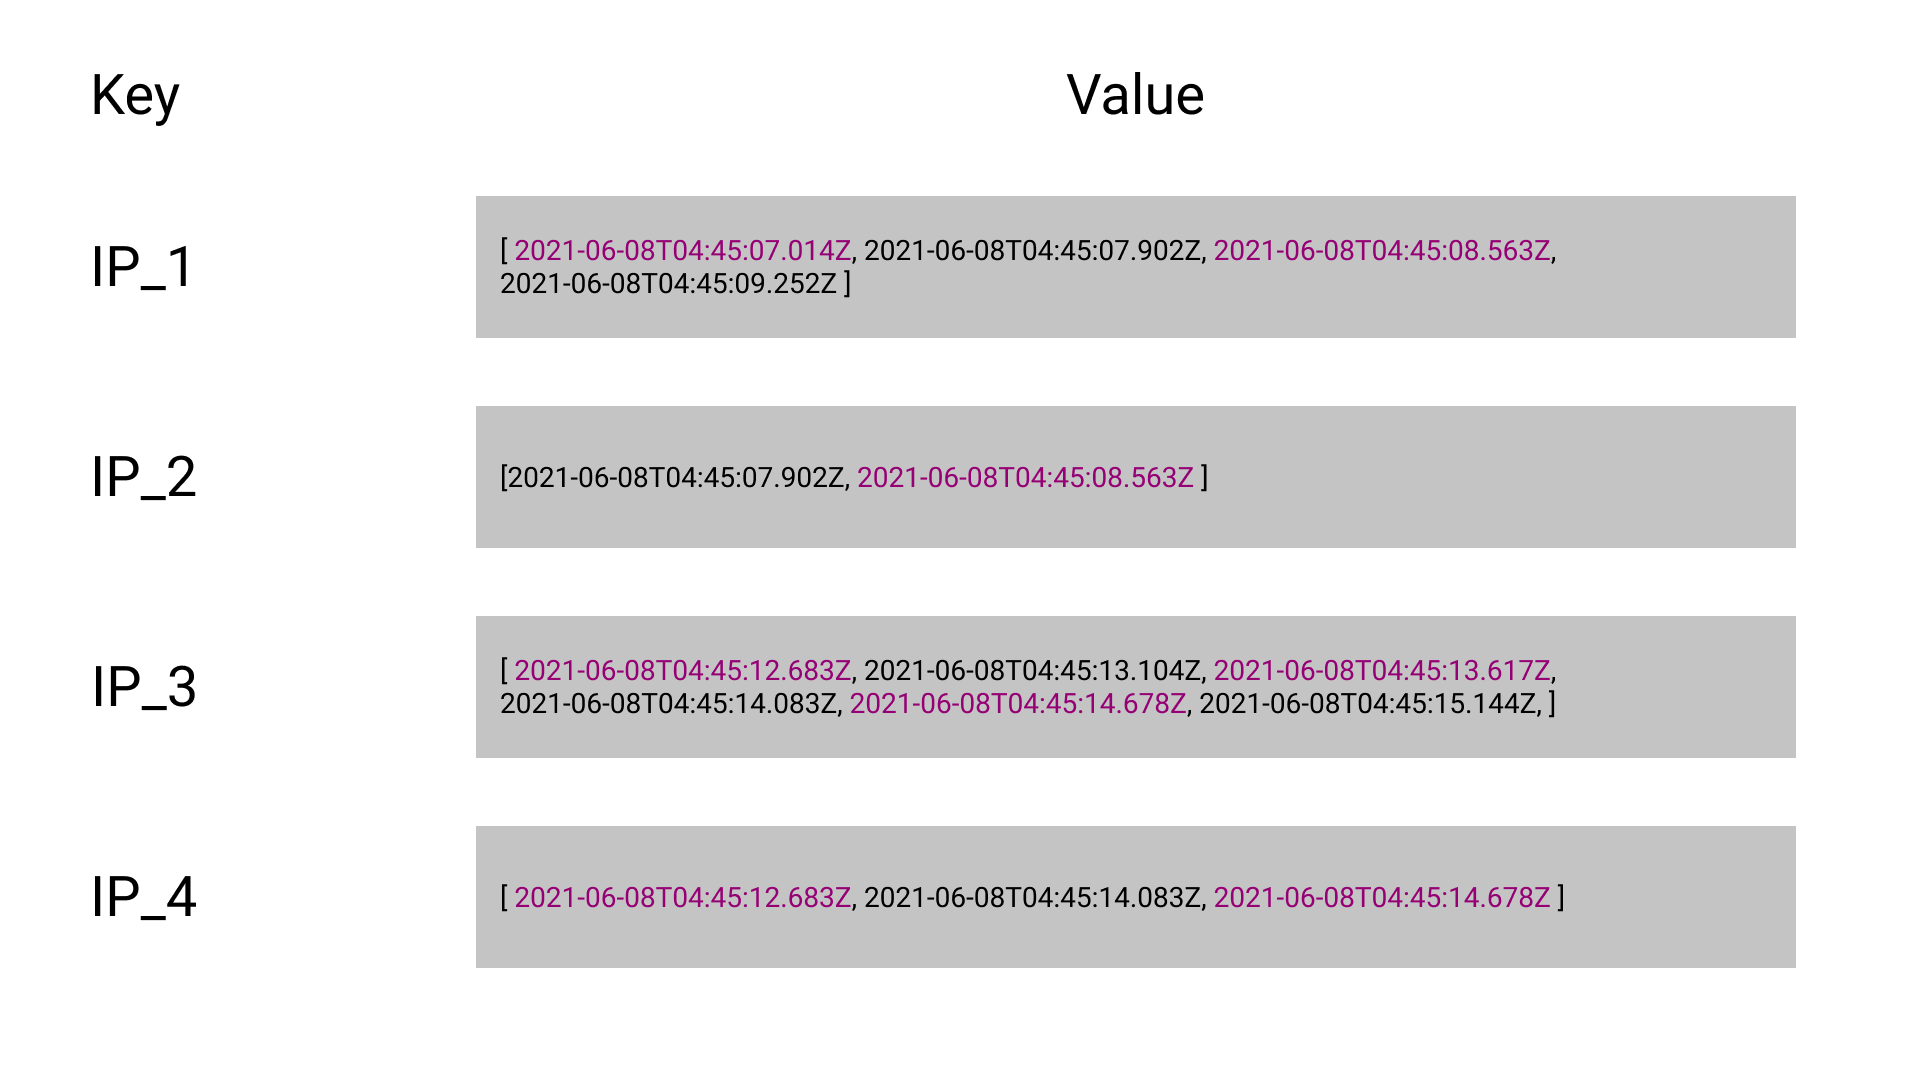 Key Value
IP_1
[ 2021-06-08T04:45:07.014Z, 2021-06-08T04:45:07.902Z, 2021-06-08T04:45:08.563Z,
2021-06-08T04:45:09.252Z ]
IP_2
[2021-06-08T04:45:07.902Z, 2021-06-08T04:45:08.563Z ]
IP_3
[ 2021-06-08T04:45:12.683Z, 2021-06-08T04:45:13.104Z, 2021-06-08T04:45:13.617Z,
2021-06-08T04:45:14.083Z, 2021-06-08T04:45:14.678Z, 2021-06-08T04:45:15.144Z, ]
IP_4
[ 2021-06-08T04:45:12.683Z, 2021-06-08T04:45:14.083Z, 2021-06-08T04:45:14.678Z ]